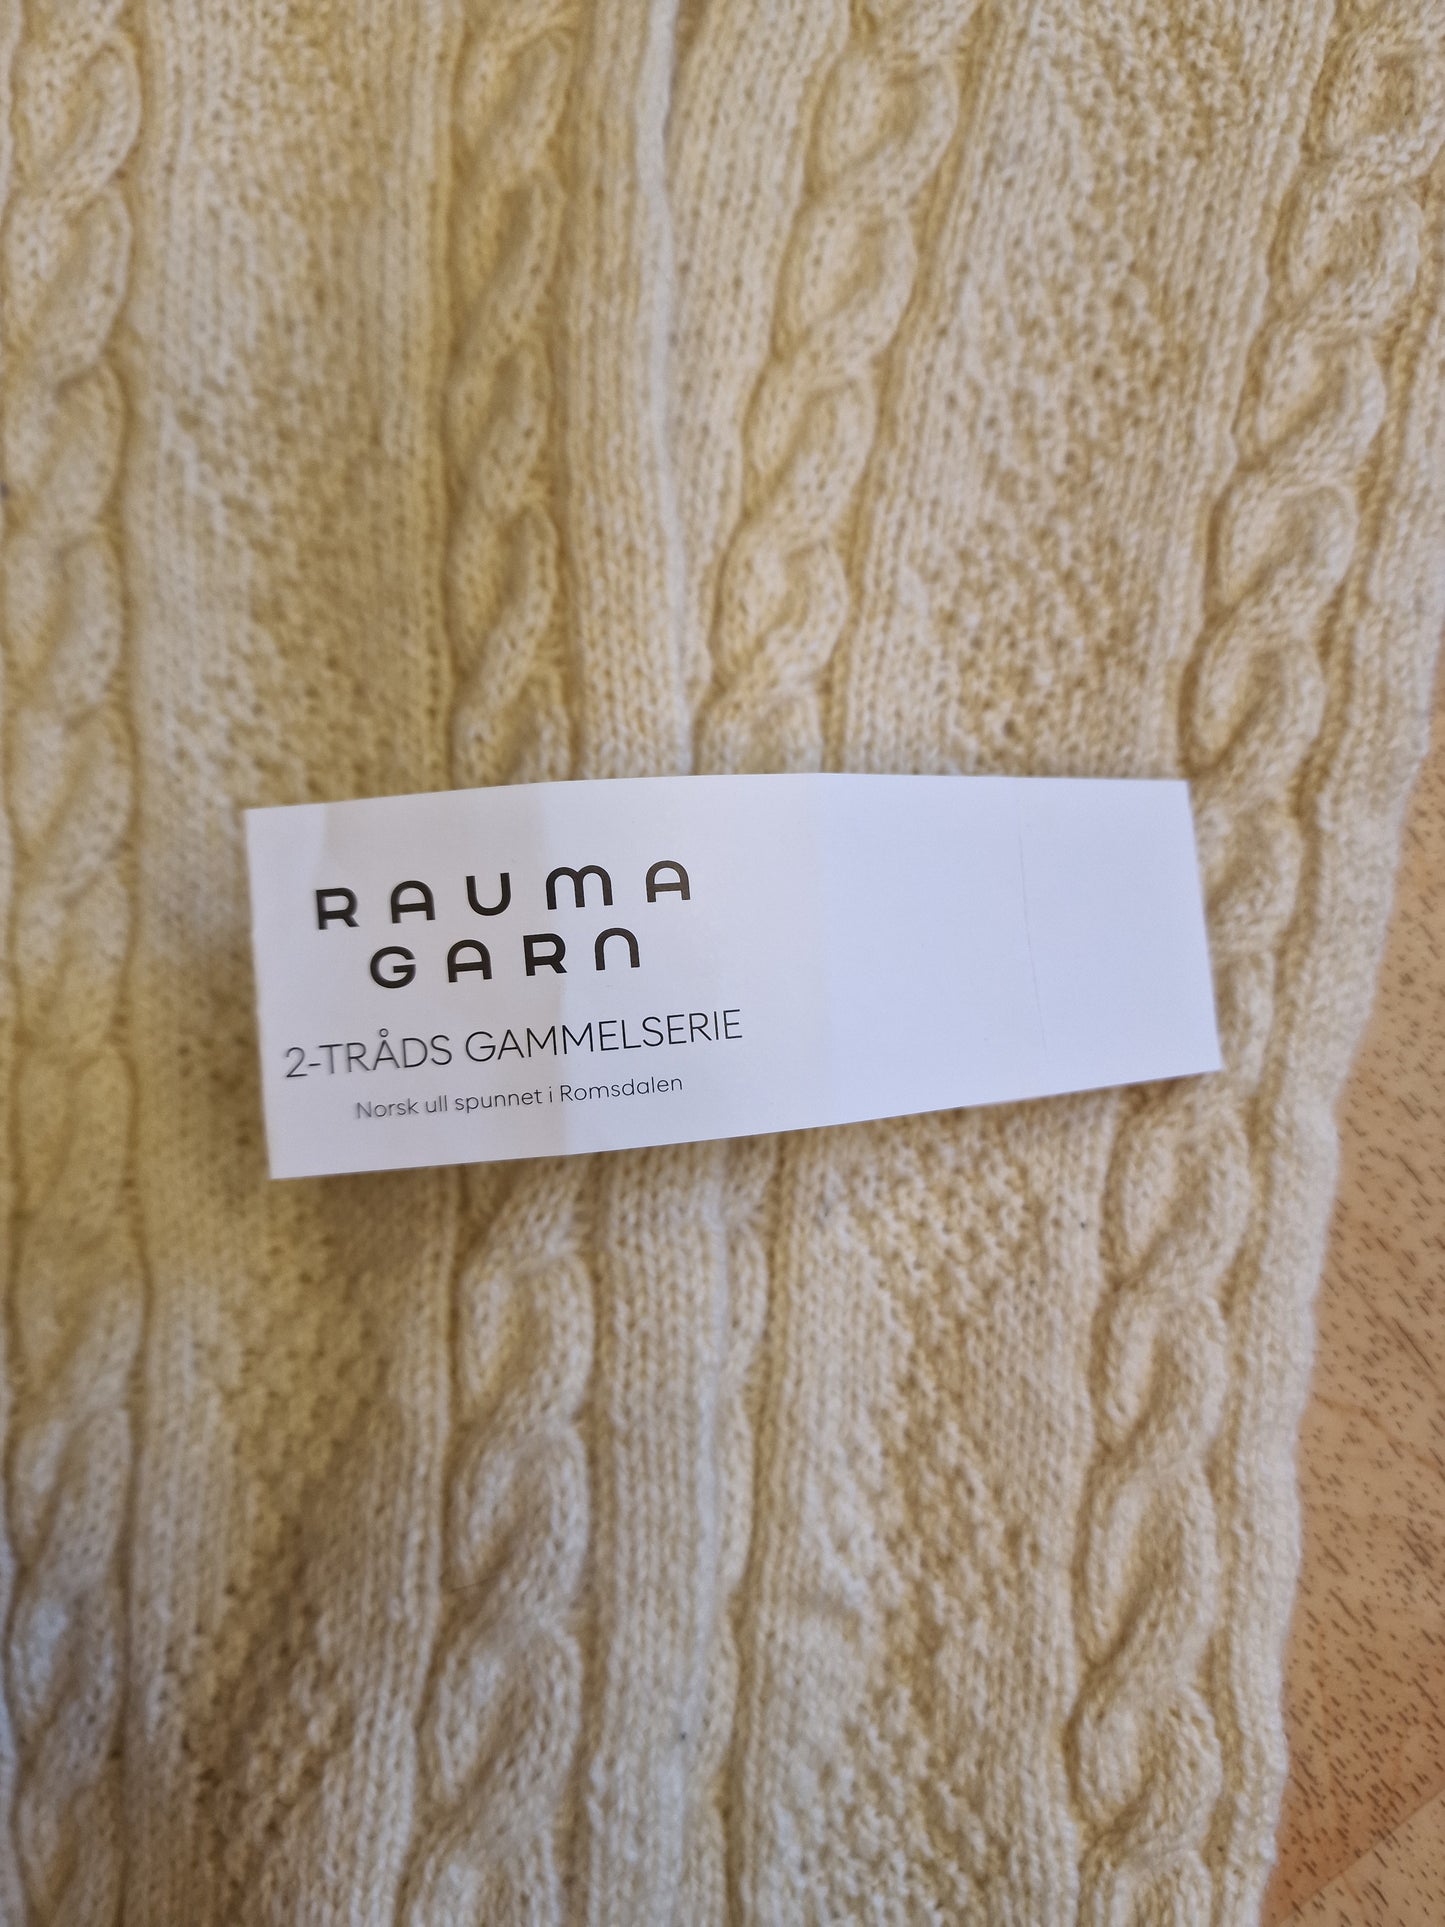 RAUMA
GARN
2-TRÅDS GAMMELSERIE
Norsk ull spunnet i Romsdalen